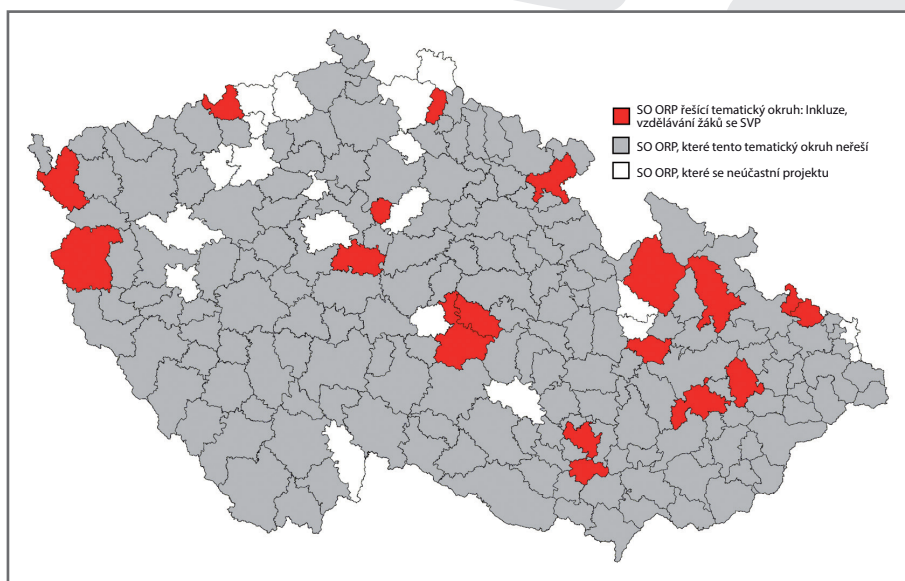 SO ORP řešící tematický okruh: Inkluze,
vzdělávání žáků se SVP
SO ORP, které tento tematický okruh neřeší
SO ORP, které se neúčastní projektu